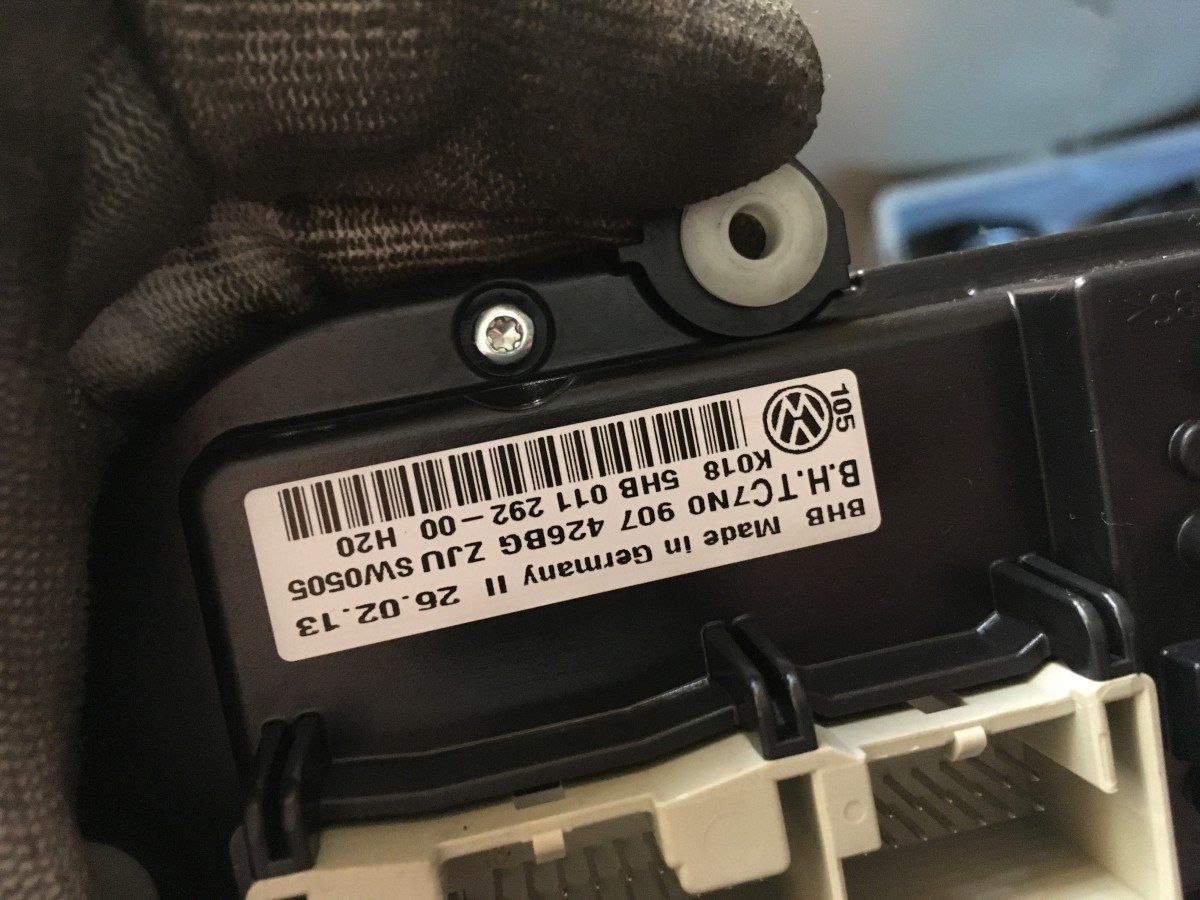 BHB Made in Germany II 26.02.13
B.H.TC7N0 907 426BG ZJU SW0505
K018 5HB 011 292-00 H20
105